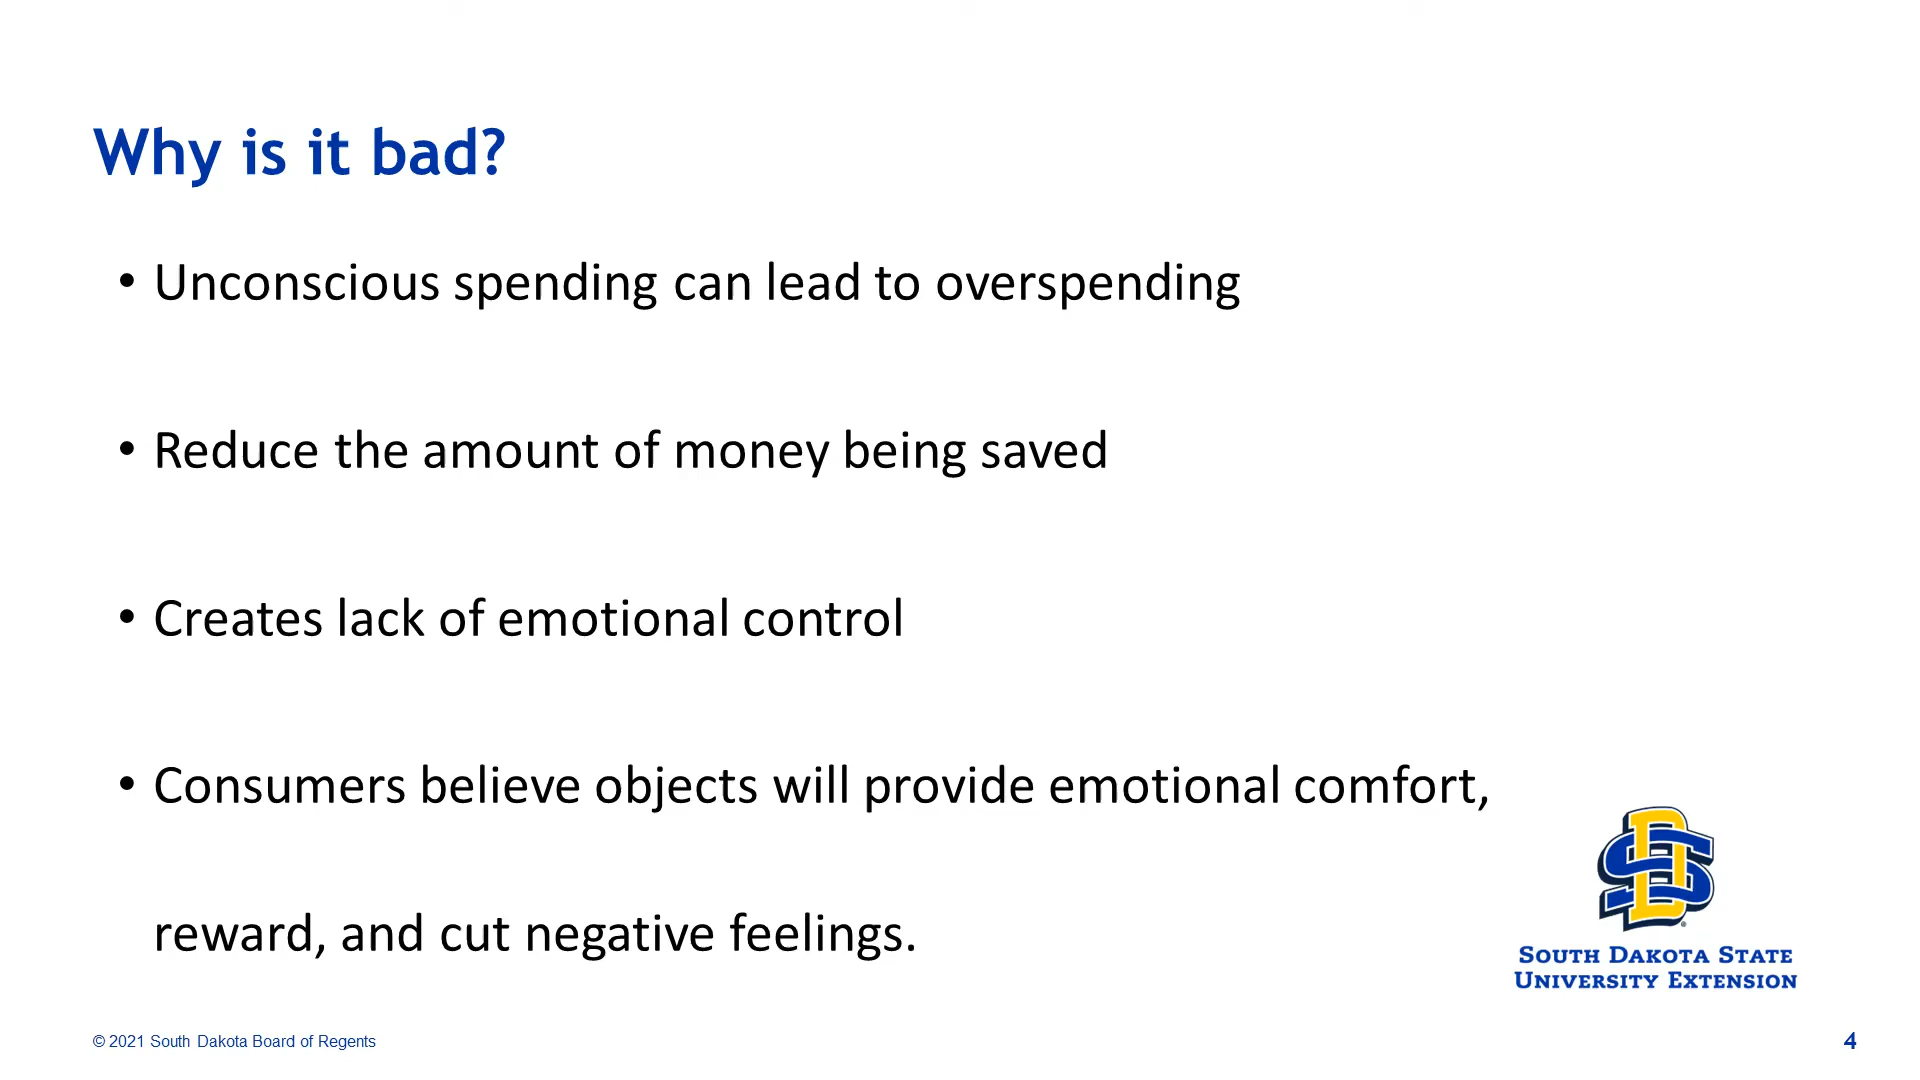 Why is it bad?
• Unconscious spending can lead to overspending
• Reduce the amount of money being saved
• Creates lack of emotional control
• Consumers believe objects will provide emotional comfort,
reward, and cut negative feelings.
SD
SOUTH DAKOTA STATE
UNIVERSITY EXTENSION
© 2021 South Dakota Board of Regents
4